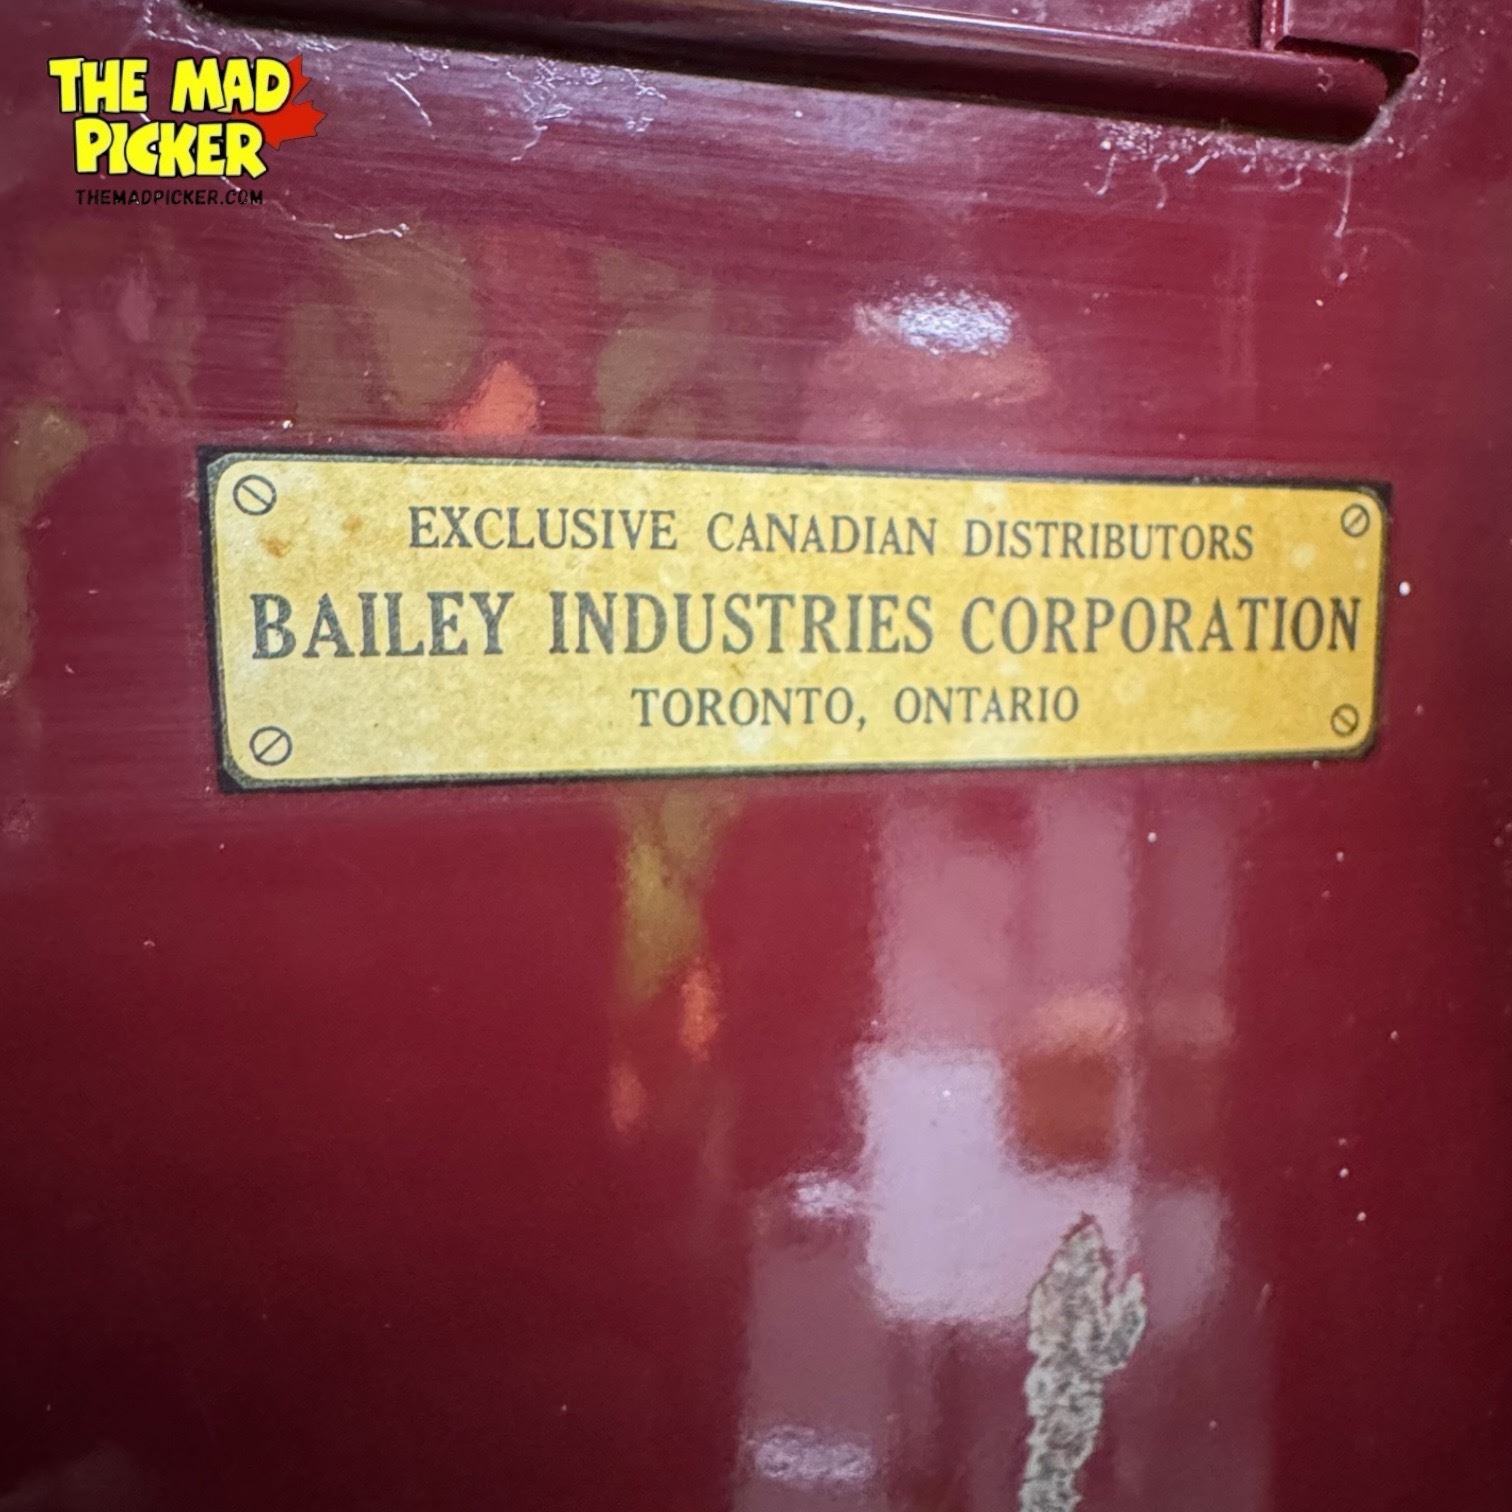 THE MAD
PICKER
THEMADPICKER.COM
EXCLUSIVE CANADIAN DISTRIBUTORS
BAILEY INDUSTRIES CORPORATION
TORONTO, ONTARIO